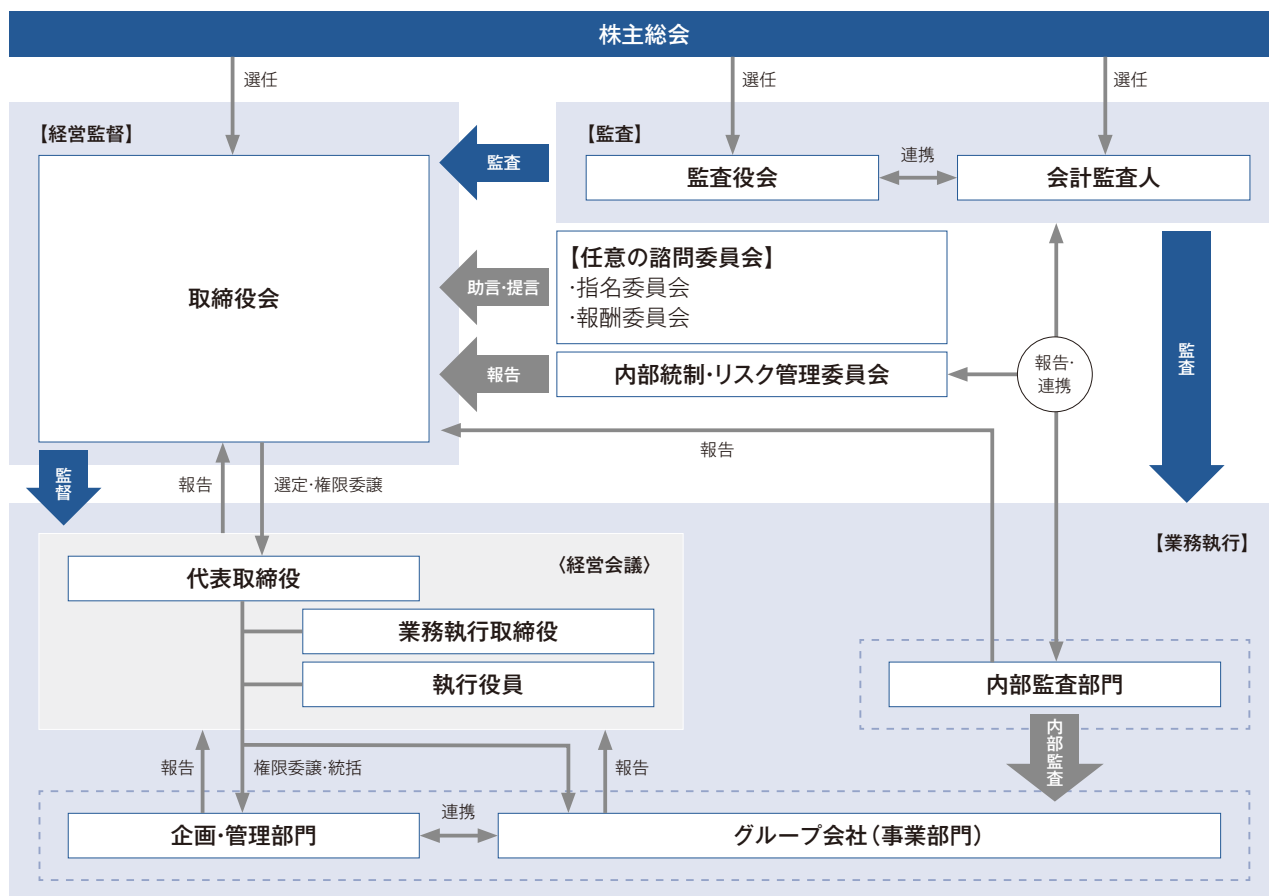 株主総会
選任
選任
選任
【経営監督】
取締役会
監査
【監査】
監査役会
連携
会計監査人
助言・提言
【任意の諮問委員会】
・指名委員会
・報酬委員会
報告
内部統制・リスク管理委員会
報告・
連携
監査
報告
監督
報告
選定・権限委譲
【業務執行】
〈経営会議〉
代表取締役
業務執行取締役
執行役員
内部監査部門
内部監査
報告
権限委譲・統括
報告
企画・管理部門
連携
グループ会社（事業部門）